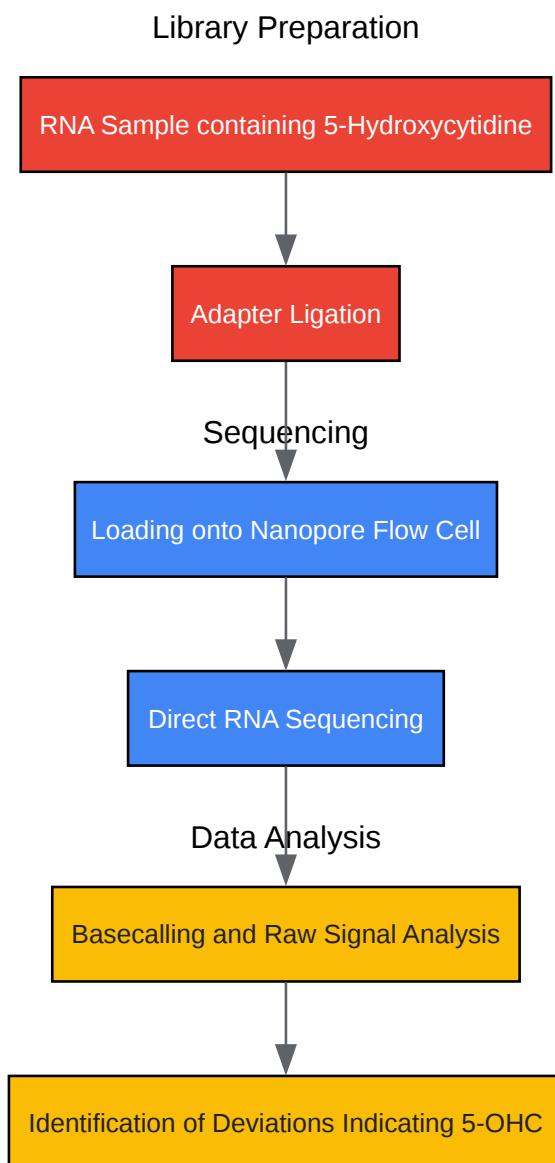 Library Preparation
RNA Sample containing 5-Hydroxycytidine
Adapter Ligation
Sequencing
Loading onto Nanopore Flow Cell
Direct RNA Sequencing
Data Analysis
Basecalling and Raw Signal Analysis
Identification of Deviations Indicating 5-OHC